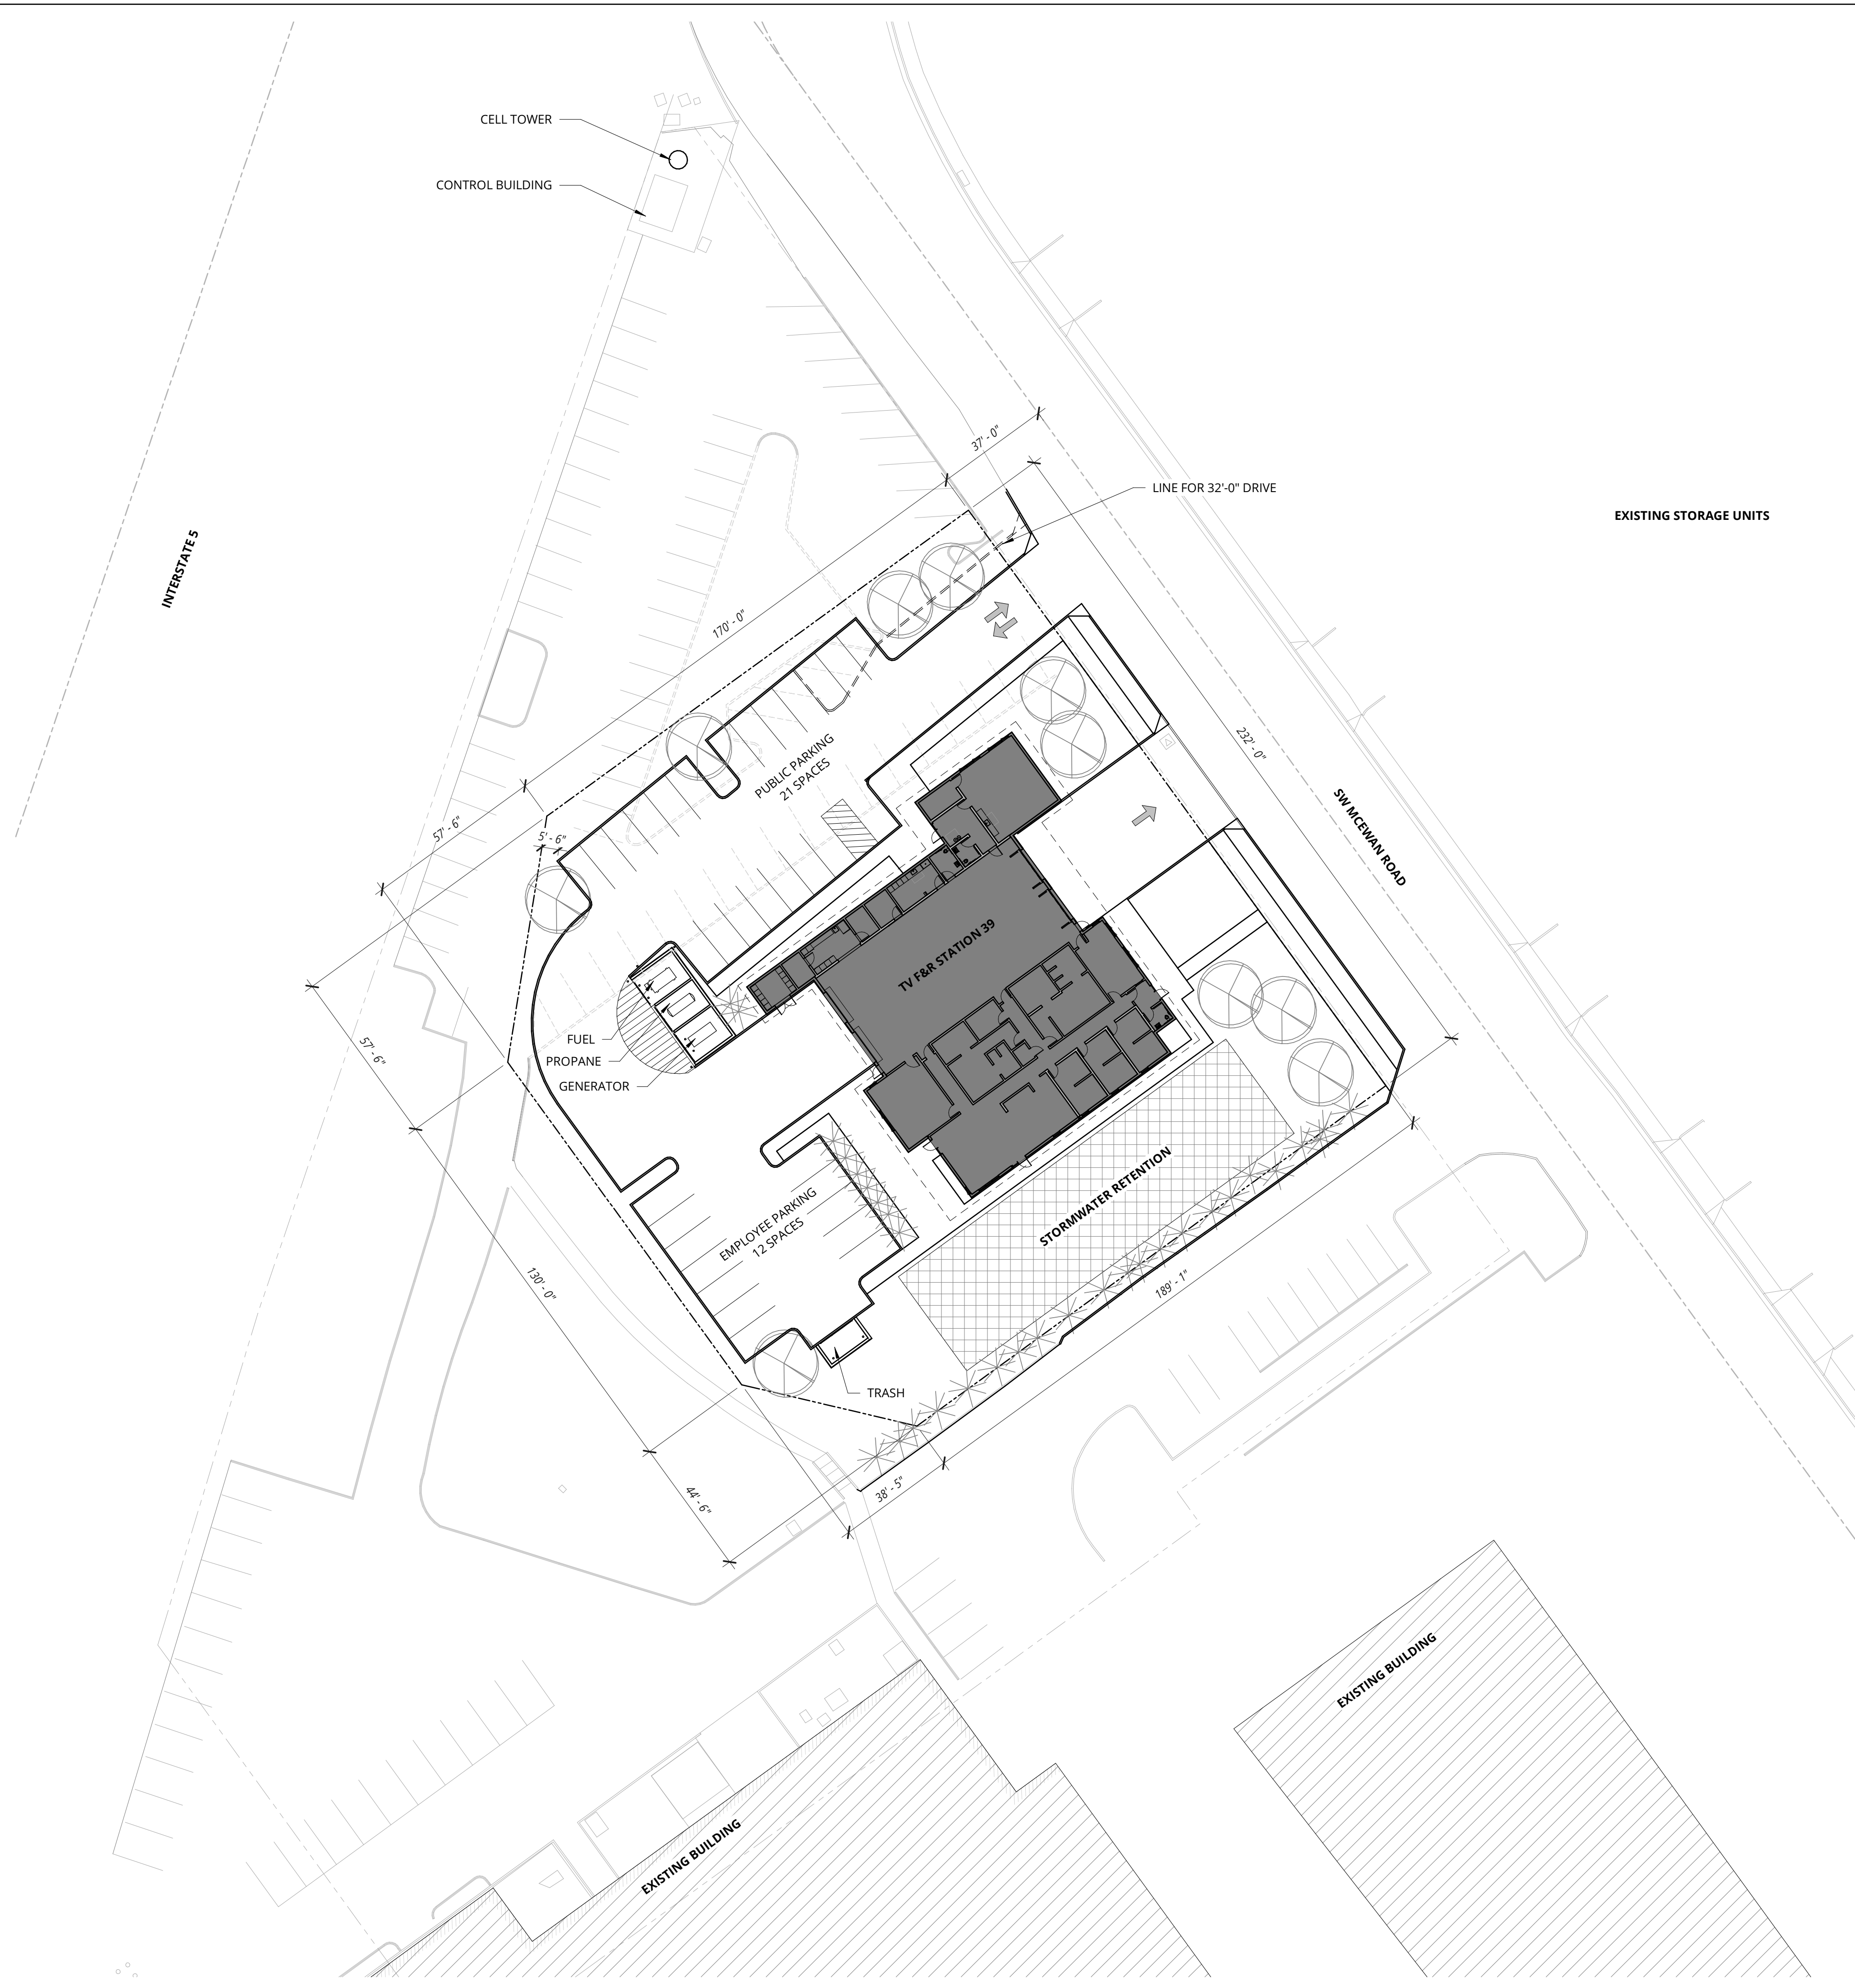 CELL TOWER
CONTROL BUILDING
37' - 0"
LINE FOR 32'-0" DRIVE
EXISTING STORAGE UNITS
INTERSTATE 5
170' - 0"
232' - 0"
PUBLIC PARKING
21 SPACES
57' - 6"
5' - 6"
SW MCEWAN ROAD
TV F&R STATION 39
57' - 6"
FUEL
PROPANE
GENERATOR
STORMWATER RETENTION
EMPLOYEE PARKING
12 SPACES
130' - 0"
189' - 1"
TRASH
38' - 5"
44' - 6"
EXISTING BUILDING
EXISTING BUILDING